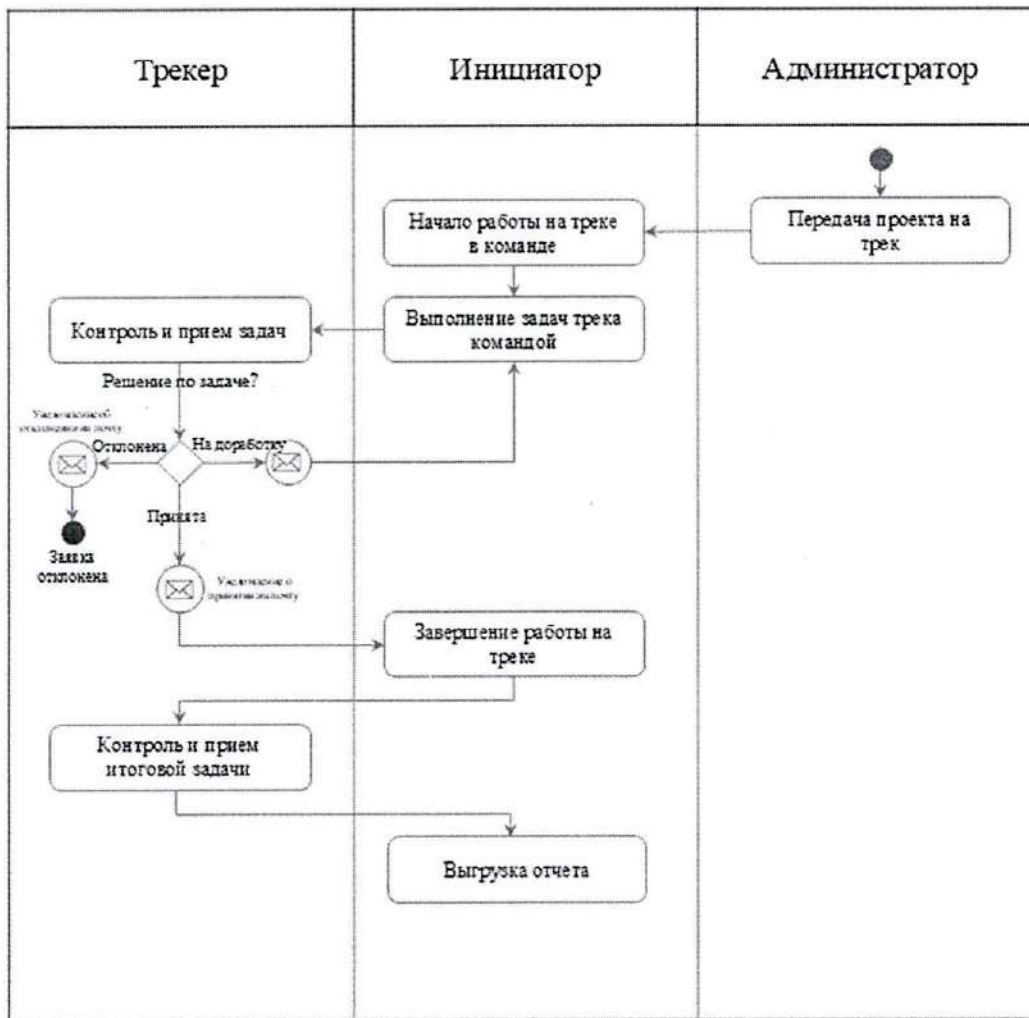 Трекер
Инициатор
Администратор
Начало работы на треке
в команде
Передача проекта на
трек
Контроль и прием задач
Выполнение задач трека
командой
Решение по задаче?
Отклонена
На доработку
Принята
Заявка
отклонена
Завершение работы на
треке
Контроль и прием
итоговой задачи
Выгрузка отчета